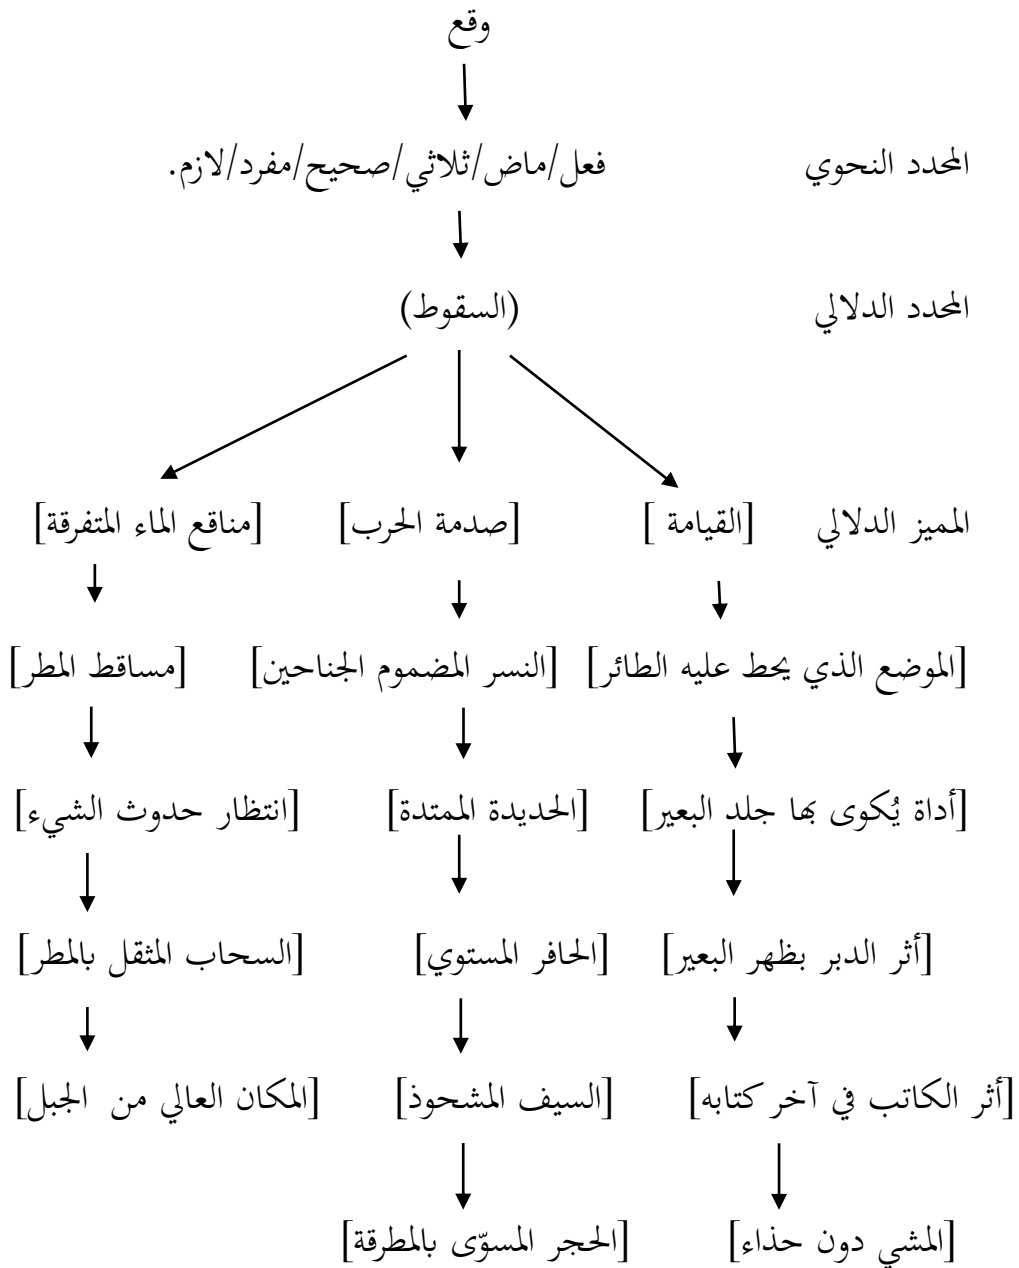 وقع
المحدد النحوي فعل/ماض/ثلاثي/صحيح/مفرد/لازم.
المحدد الدلالي (السقوط)
المميز الدلالي [القيامة ] [صدمة الحرب] [مناقع الماء المتفرقة]
[الموضع الذي يحط عليه الطائر] [النسر المضموم الجناحين] [مساقط المطر]
[أداة يُكوى بها جلد البعير] [الحديدة الممتدة] [انتظار حدوث الشيء]
[أثر الدبر بظهر البعير] [الحافر المستوي] [السحاب المثقل بالمطر]
[أثر الكاتب في آخر كتابه] [السيف المشحوذ] [المكان العالي من الجبل]
[المشي دون حذاء] [الحجر المسوّى بالمطرقة]